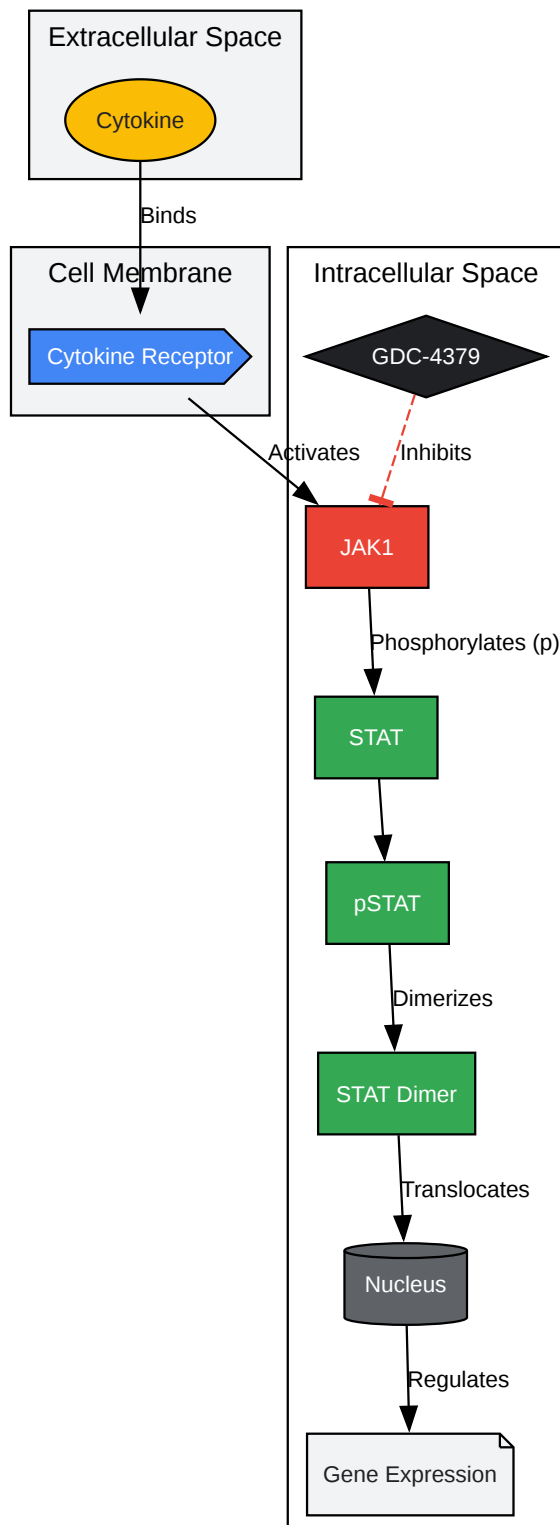 Extracellular Space
Cytokine
Binds
Cell Membrane
Cytokine Receptor
Intracellular Space
GDC-4379
Activates
Inhibits
JAK1
Phosphorylates (p)
STAT
pSTAT
Dimerizes
STAT Dimer
Translocates
Nucleus
Regulates
Gene Expression